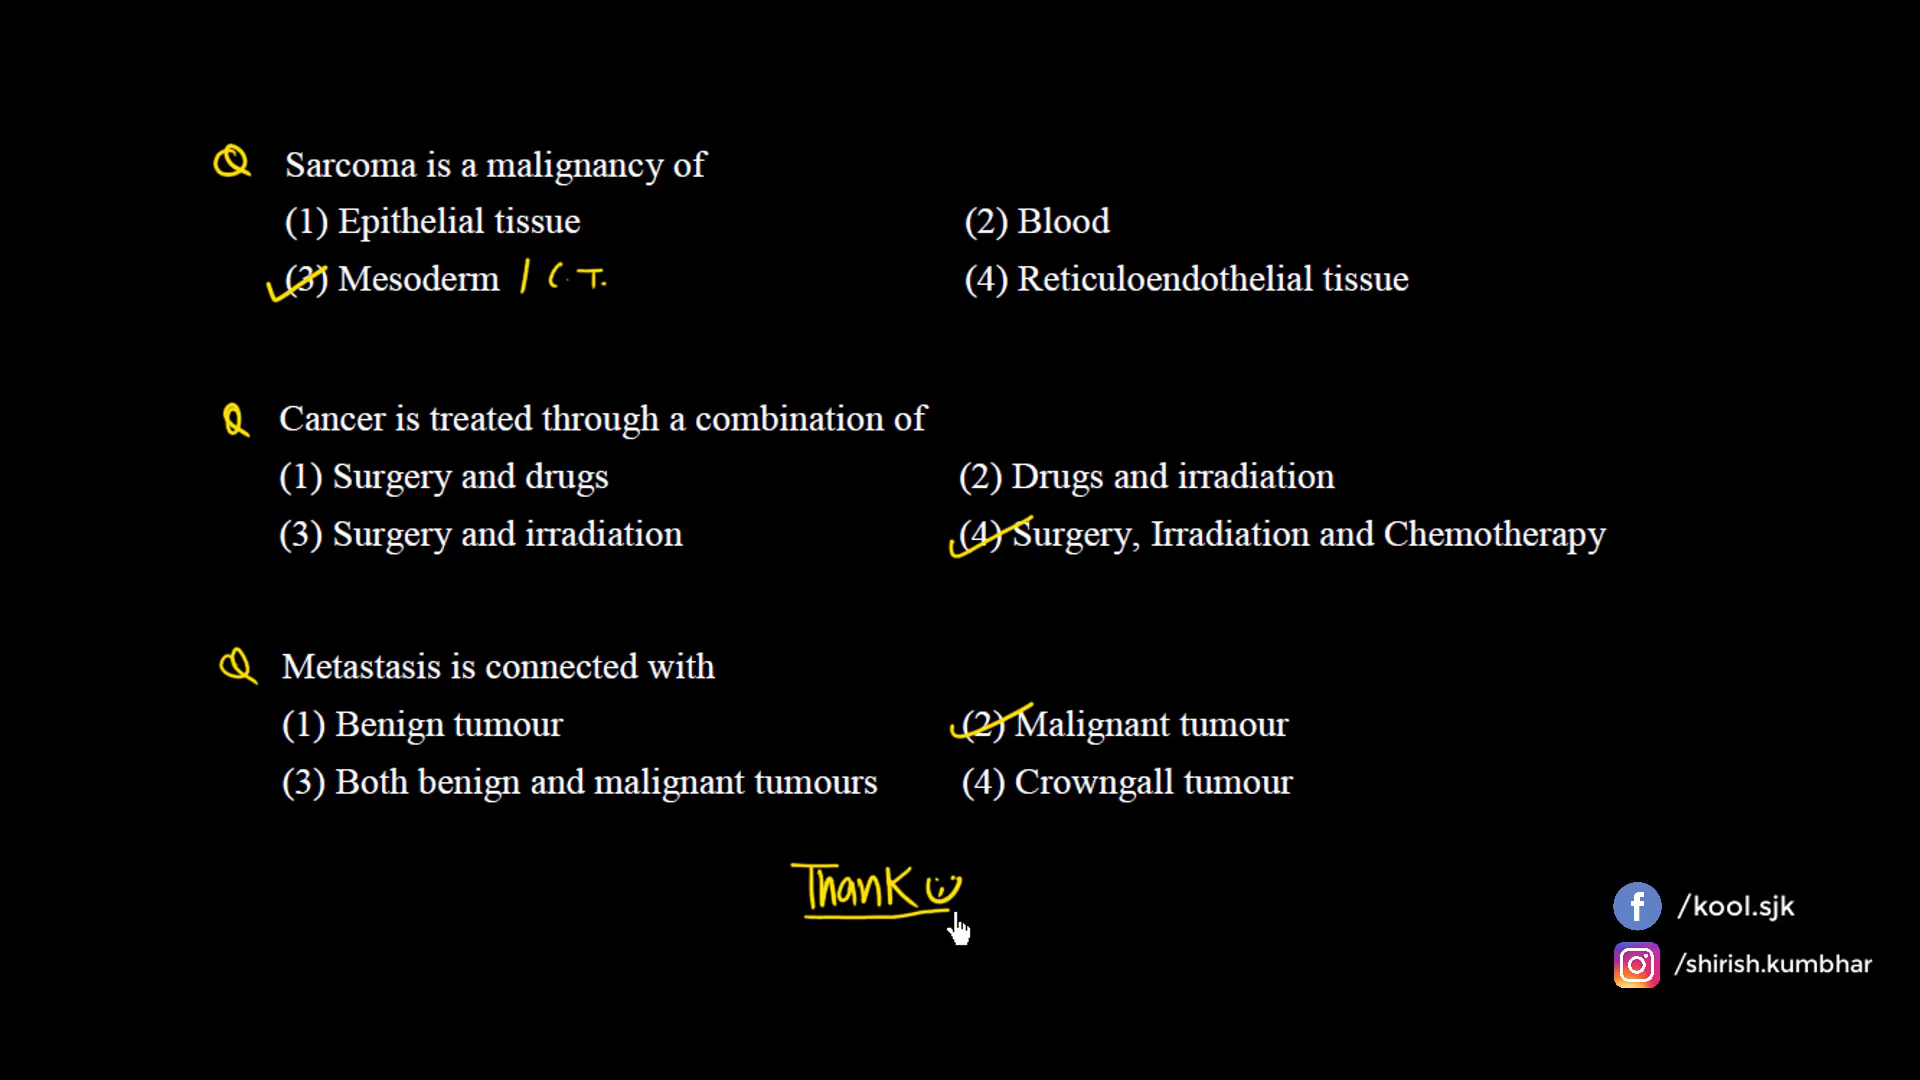 Q Sarcoma is a malignancy of
(1) Epithelial tissue (2) Blood
(3) Mesoderm / C.T. (4) Reticuloendothelial tissue
Q Cancer is treated through a combination of
(1) Surgery and drugs (2) Drugs and irradiation
(3) Surgery and irradiation (4) Surgery, Irradiation and Chemotherapy
Q Metastasis is connected with
(1) Benign tumour (2) Malignant tumour
(3) Both benign and malignant tumours (4) Crowngall tumour
Thank U
/kool.sjk
/shirish.kumbhar